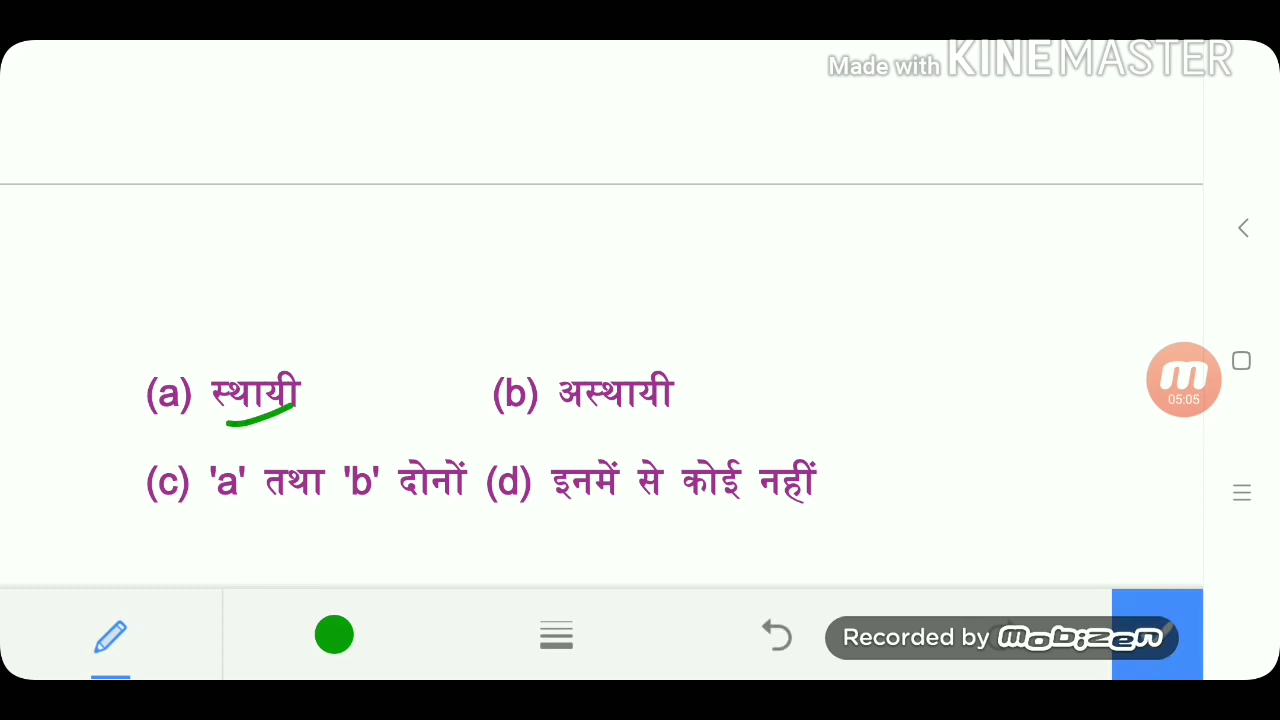 Made with KINEMASTER
(a) स्थायी (b) अस्थायी
05:05
(c) 'a' तथा 'b' दोनों (d) इनमें से कोई नहीं
Recorded by mobizen